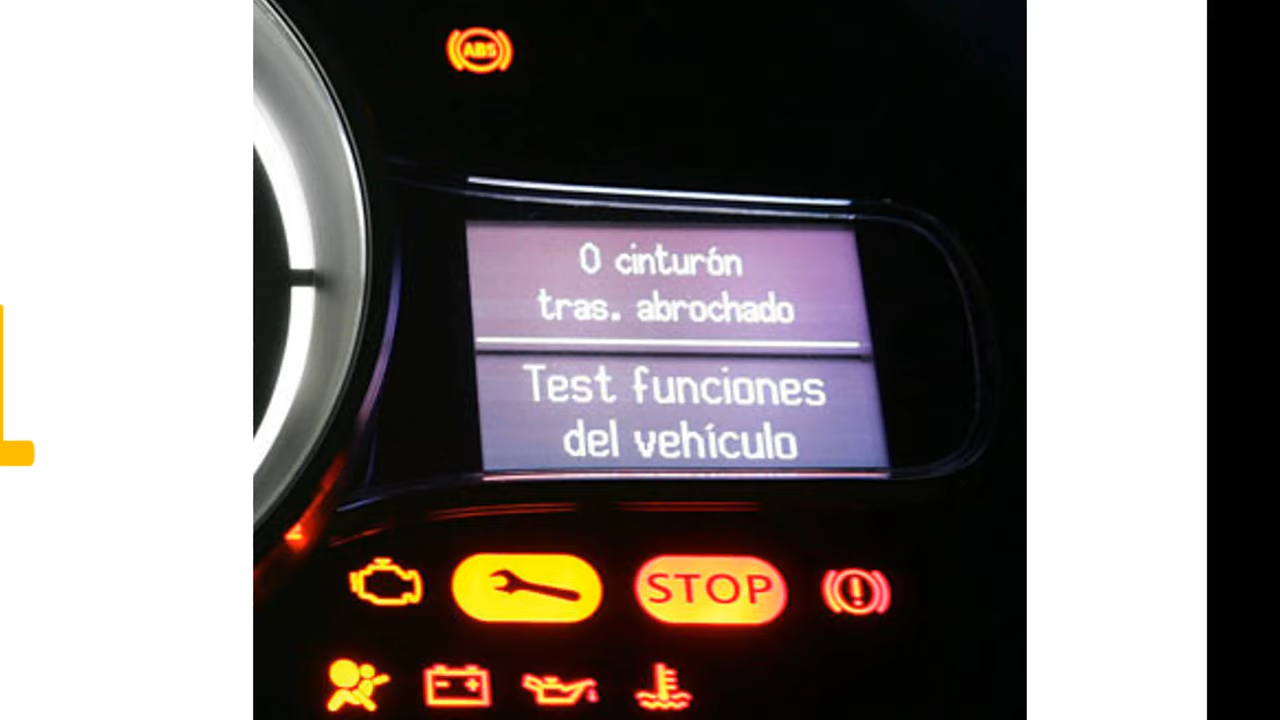 ABS
0 cinturón
tras. abrochado
Test funciones
del vehículo
STOP